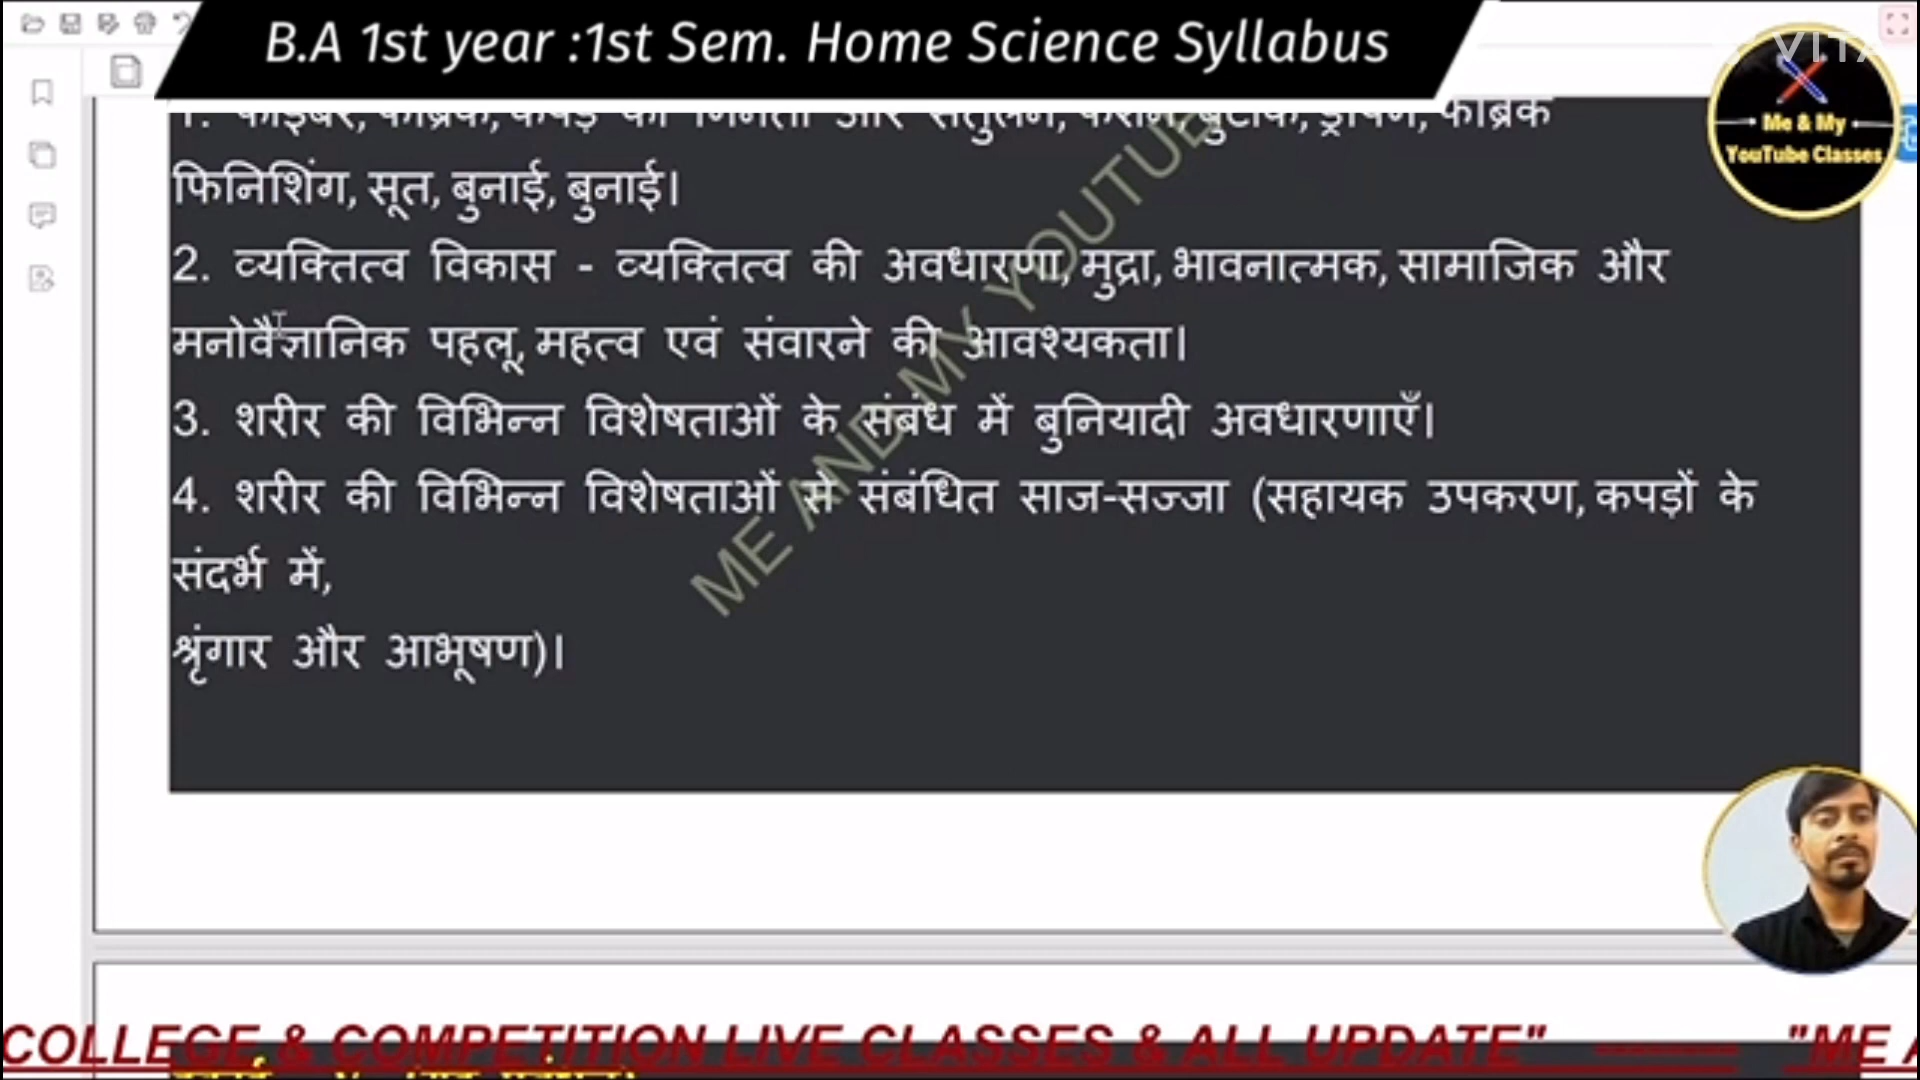 B.A 1st year :1st Sem. Home Science Syllabus
VITA
Me & My
YouTube Classes
फिनिशिंग, सूत, बुनाई, बुनाई।
2. व्यक्तित्व विकास - व्यक्तित्व की अवधारणा, मुद्रा, भावनात्मक, सामाजिक और
मनोवैज्ञानिक पहलू, महत्व एवं संवारने की आवश्यकता।
3. शरीर की विभिन्न विशेषताओं के संबंध में बुनियादी अवधारणाएँ।
4. शरीर की विभिन्न विशेषताओं से संबंधित साज-सज्जा (सहायक उपकरण, कपड़ों के
संदर्भ में,
श्रृंगार और आभूषण)।
ME AND MY YOUTUBE
COLLEGE & COMPETITION LIVE CLASSES & ALL UPDATE" "ME A